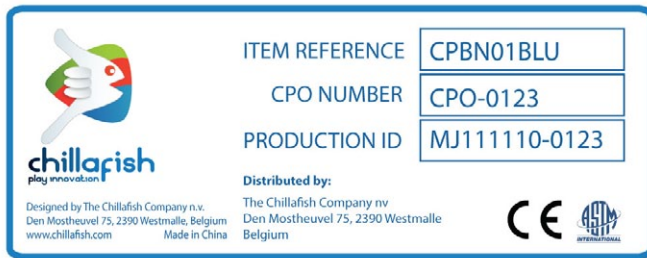 ITEM REFERENCE CPBN01BLU
CPO NUMBER CPO-0123
PRODUCTION ID MJ111110-0123
chillafish
play innovation
Designed by The Chillafish Company n.v.
Den Mostheuvel 75, 2390 Westmalle, Belgium
www.chillafish.com Made in China
Distributed by:
The Chillafish Company nv
Den Mostheuvel 75, 2390 Westmalle
Belgium
CE
ASTM
INTERNATIONAL